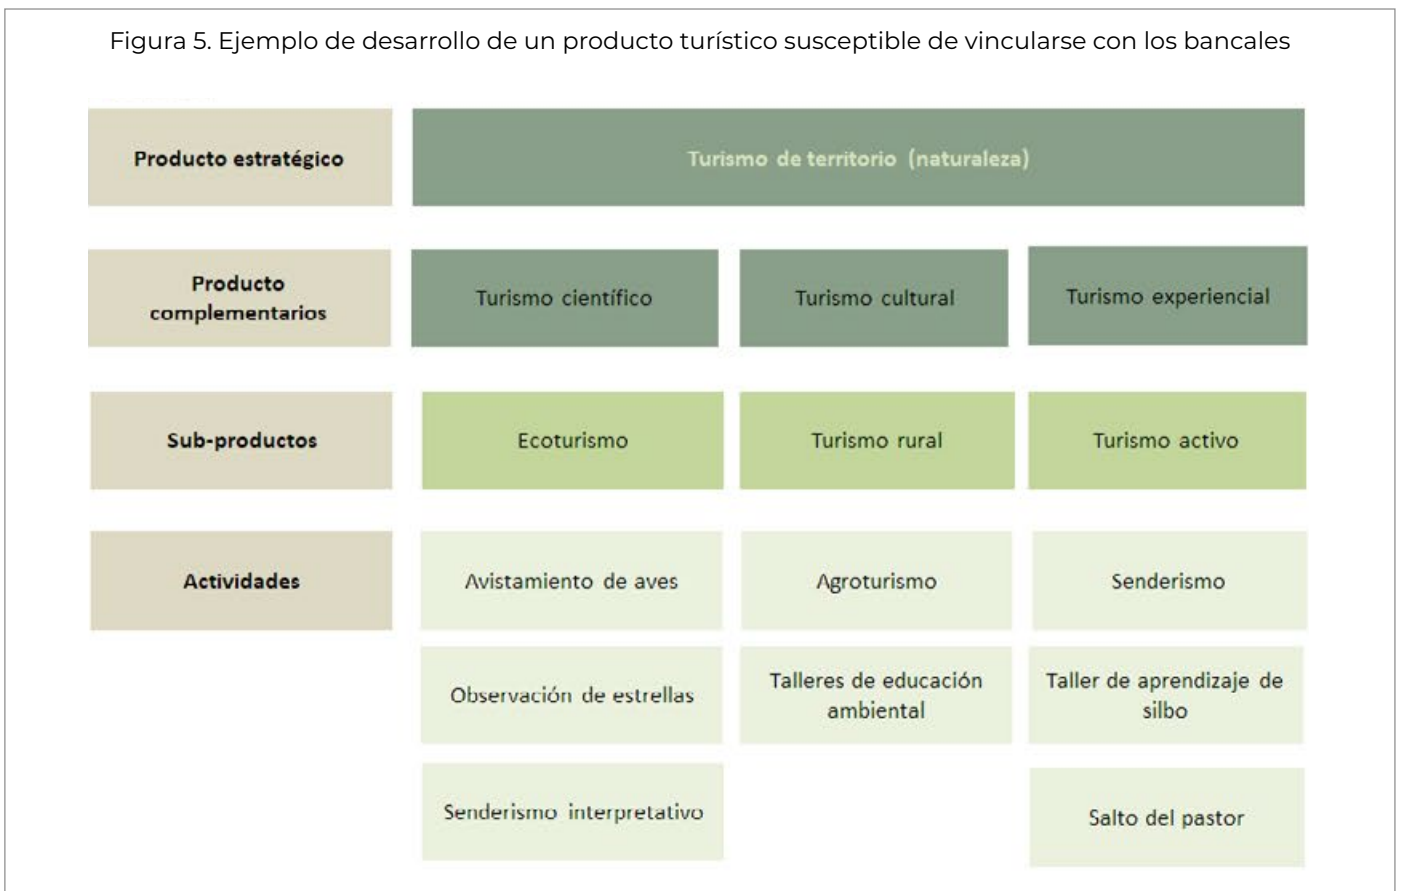 Figura 5. Ejemplo de desarrollo de un producto turístico susceptible de vincularse con los bancales
Producto estratégico
Turismo de territorio (naturaleza)
Producto
complementarios
Turismo científico
Turismo cultural
Turismo experiencial
Sub-productos
Ecoturismo
Turismo rural
Turismo activo
Actividades
Avistamiento de aves
Agroturismo
Senderismo
Observación de estrellas
Talleres de educación
ambiental
Taller de aprendizaje de
silbo
Senderismo interpretativo
Salto del pastor